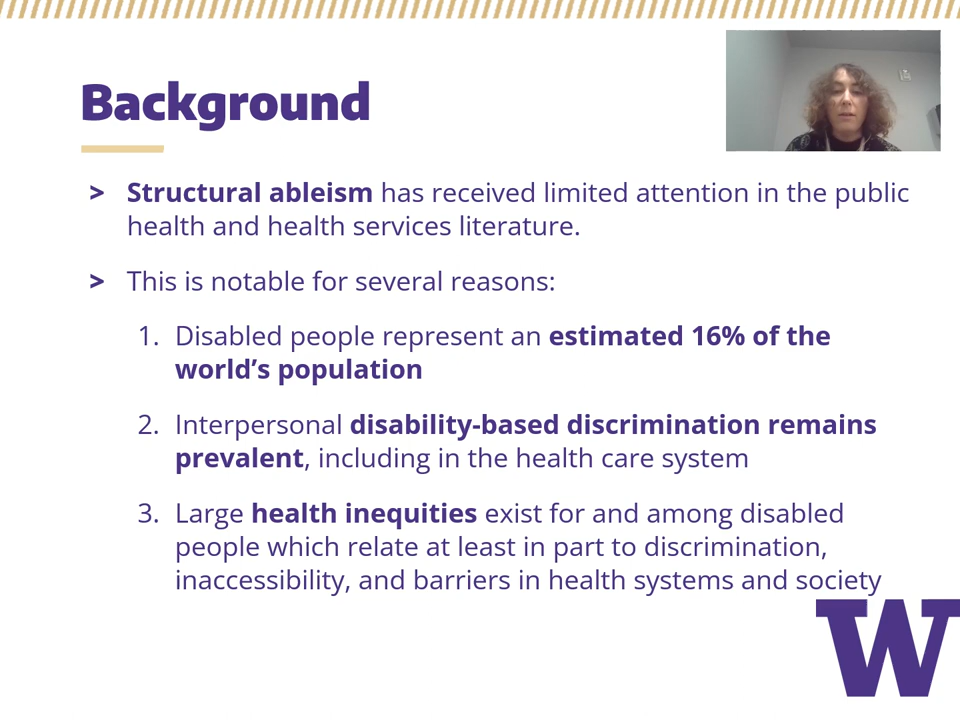 Background
> Structural ableism has received limited attention in the public
health and health services literature.
> This is notable for several reasons:
1. Disabled people represent an estimated 16% of the
world’s population
2. Interpersonal disability-based discrimination remains
prevalent, including in the health care system
3. Large health inequities exist for and among disabled
people which relate at least in part to discrimination,
inaccessibility, and barriers in health systems and society
W